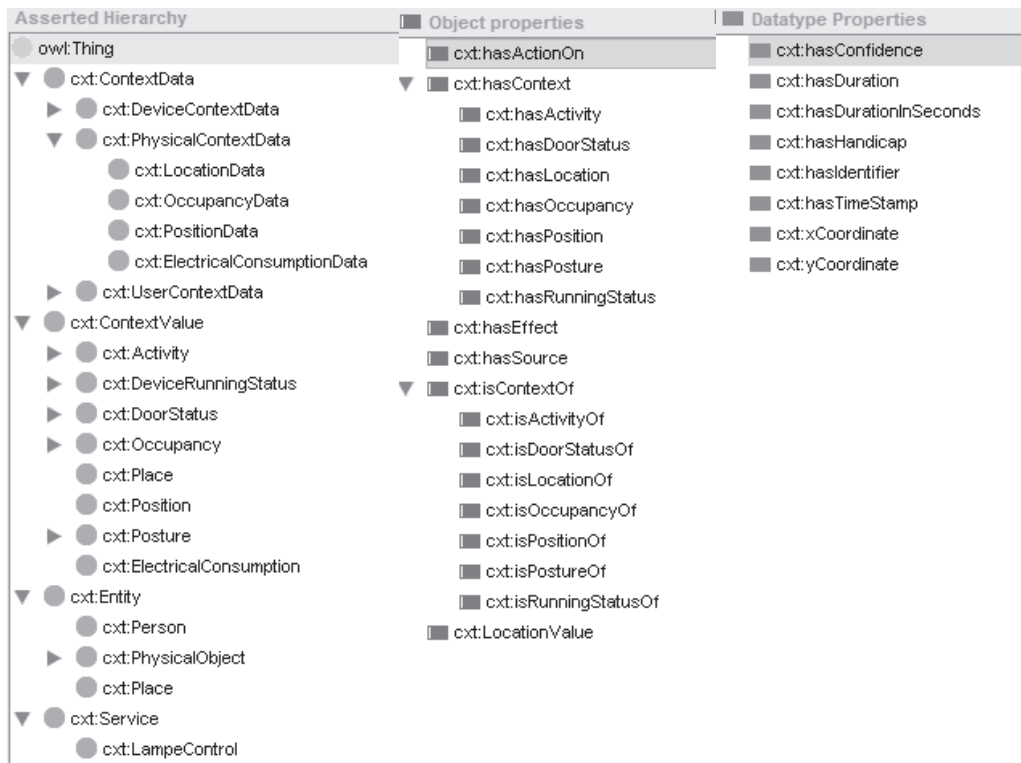 Asserted Hierarchy
owl:Thing
cxt:ContextData
cxt:DeviceContextData
cxt:PhysicalContextData
cxt:LocationData
cxt:OccupancyData
cxt:PositionData
cxt:ElectricalConsumptionData
cxt:UserContextData
cxt:ContextValue
cxt:Activity
cxt:DeviceRunningStatus
cxt:DoorStatus
cxt:Occupancy
cxt:Place
cxt:Position
cxt:Posture
cxt:ElectricalConsumption
cxt:Entity
cxt:Person
cxt:PhysicalObject
cxt:Place
cxt:Service
cxt:LampeControl
Object properties
cxt:hasActionOn
cxt:hasContext
cxt:hasActivity
cxt:hasDoorStatus
cxt:hasLocation
cxt:hasOccupancy
cxt:hasPosition
cxt:hasPosture
cxt:hasRunningStatus
cxt:hasEffect
cxt:hasSource
cxt:isContextOf
cxt:isActivityOf
cxt:isDoorStatusOf
cxt:isLocationOf
cxt:isOccupancyOf
cxt:isPositionOf
cxt:isPostureOf
cxt:isRunningStatusOf
cxt:LocationValue
Datatype Properties
cxt:hasConfidence
cxt:hasDuration
cxt:hasDurationInSeconds
cxt:hasHandicap
cxt:hasIdentifier
cxt:hasTimeStamp
cxt:xCoordinate
cxt:yCoordinate